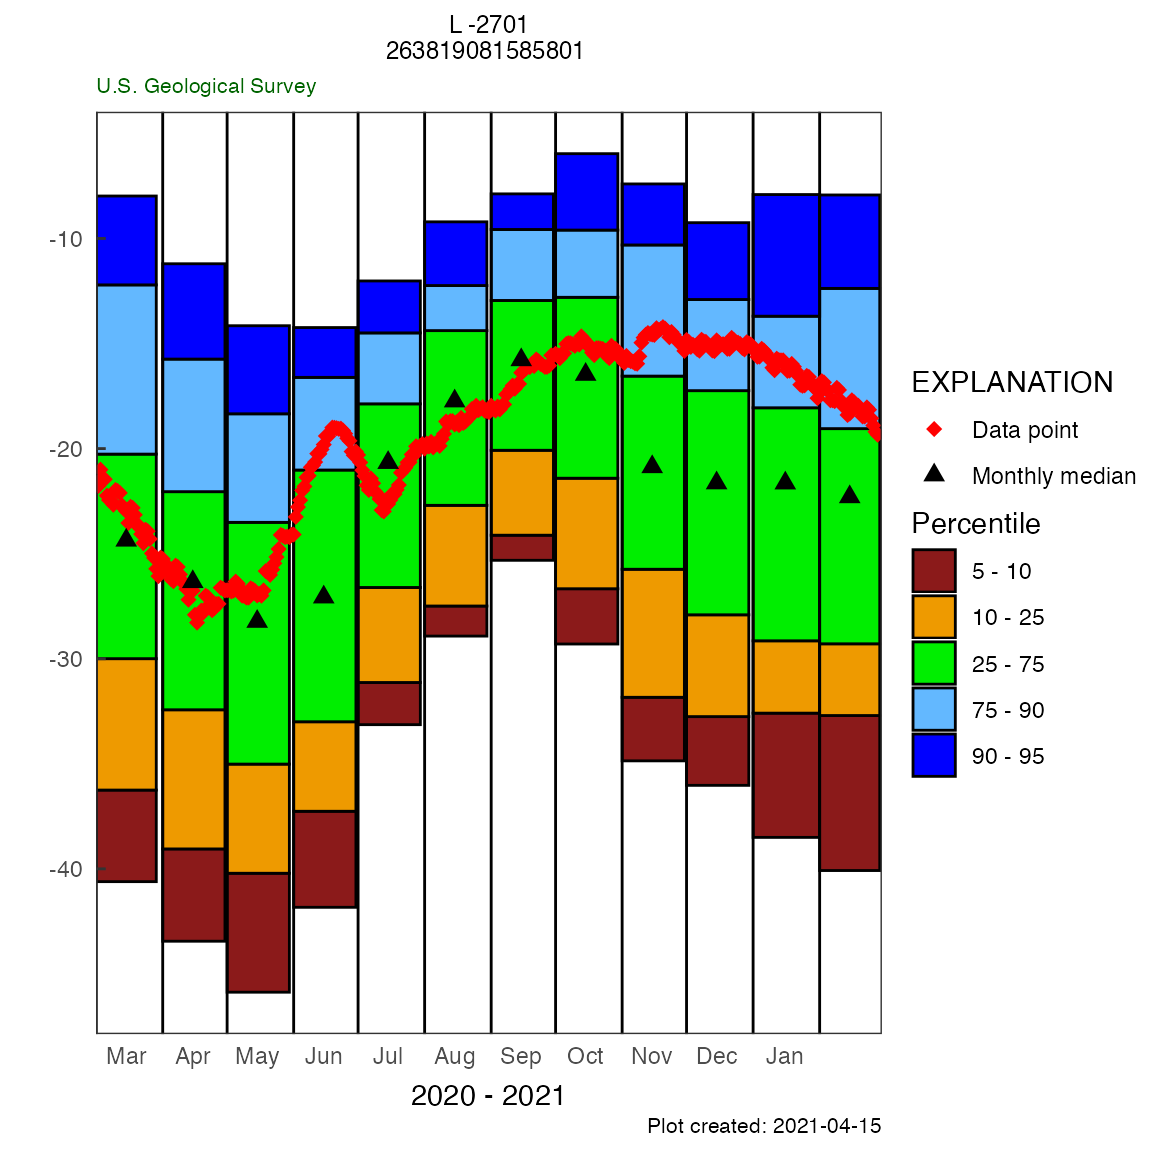 L -2701
263819081585801
U.S. Geological Survey
-10
-20
-30
-40
Mar Apr May Jun Jul Aug Sep Oct Nov Dec Jan
2020 - 2021
Plot created: 2021-04-15
EXPLANATION
Data point
Monthly median
Percentile
5 - 10
10 - 25
25 - 75
75 - 90
90 - 95